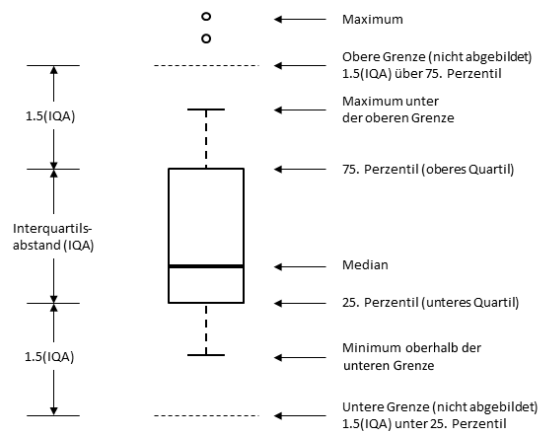 Maximum
Obere Grenze (nicht abgebildet)
1.5(IQA) über 75. Perzentil
1.5(IQA)
Maximum unter
der oberen Grenze
75. Perzentil (oberes Quartil)
Interquartils-
abstand (IQA)
Median
25. Perzentil (unteres Quartil)
1.5(IQA)
Minimum oberhalb der
unteren Grenze
Untere Grenze (nicht abgebildet)
1.5(IQA) unter 25. Perzentil